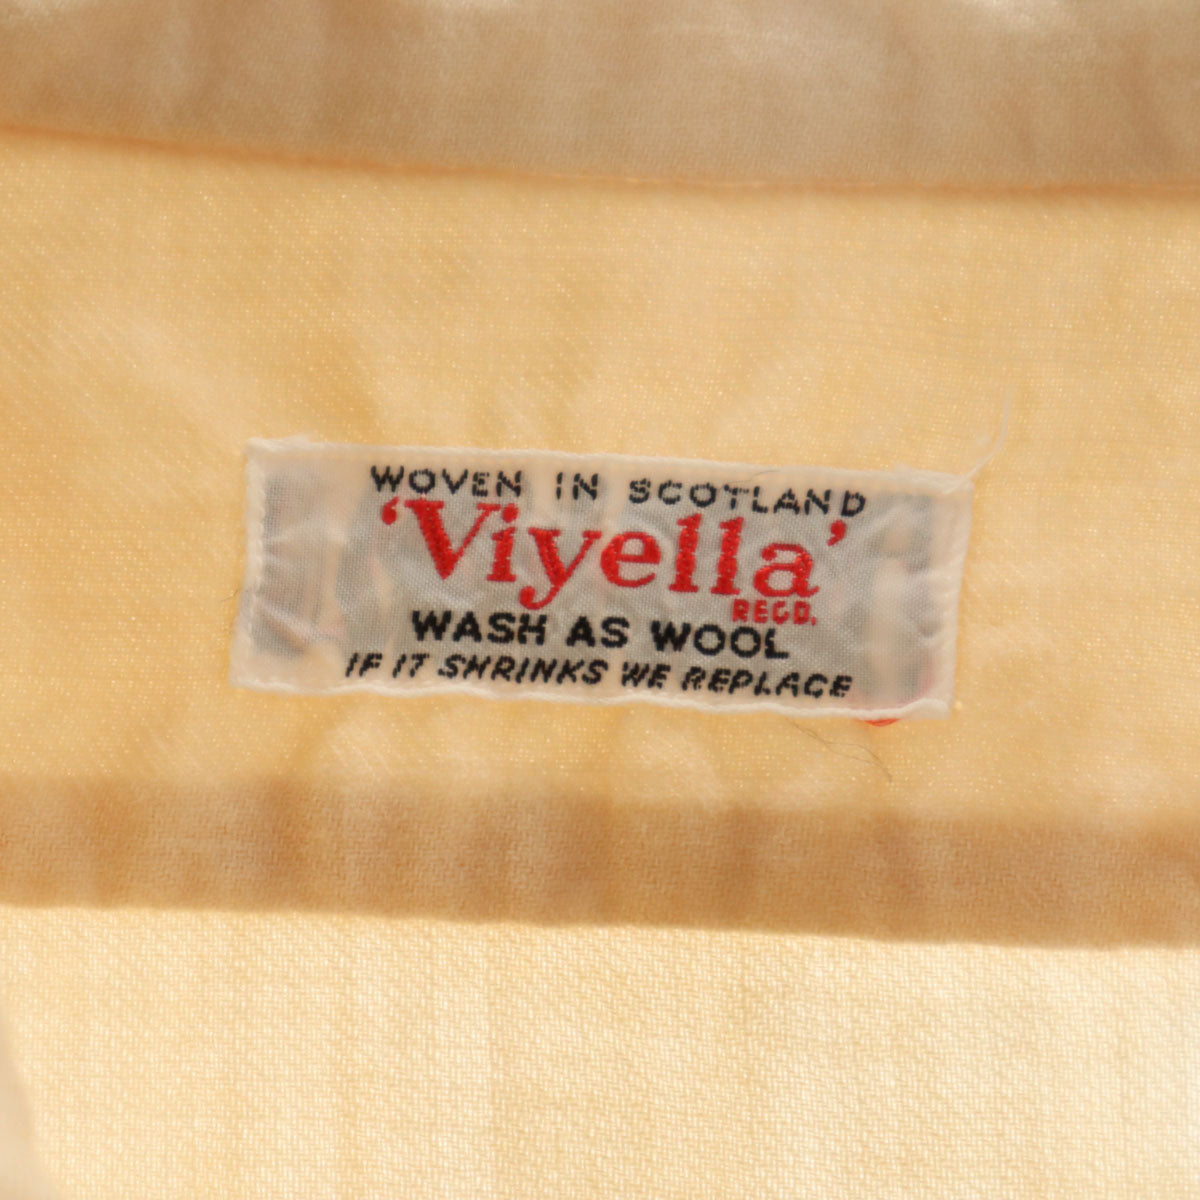 WOVEN IN SCOTLAND
‘Viyella’
REGD.
WASH AS WOOL
IF IT SHRINKS WE REPLACE